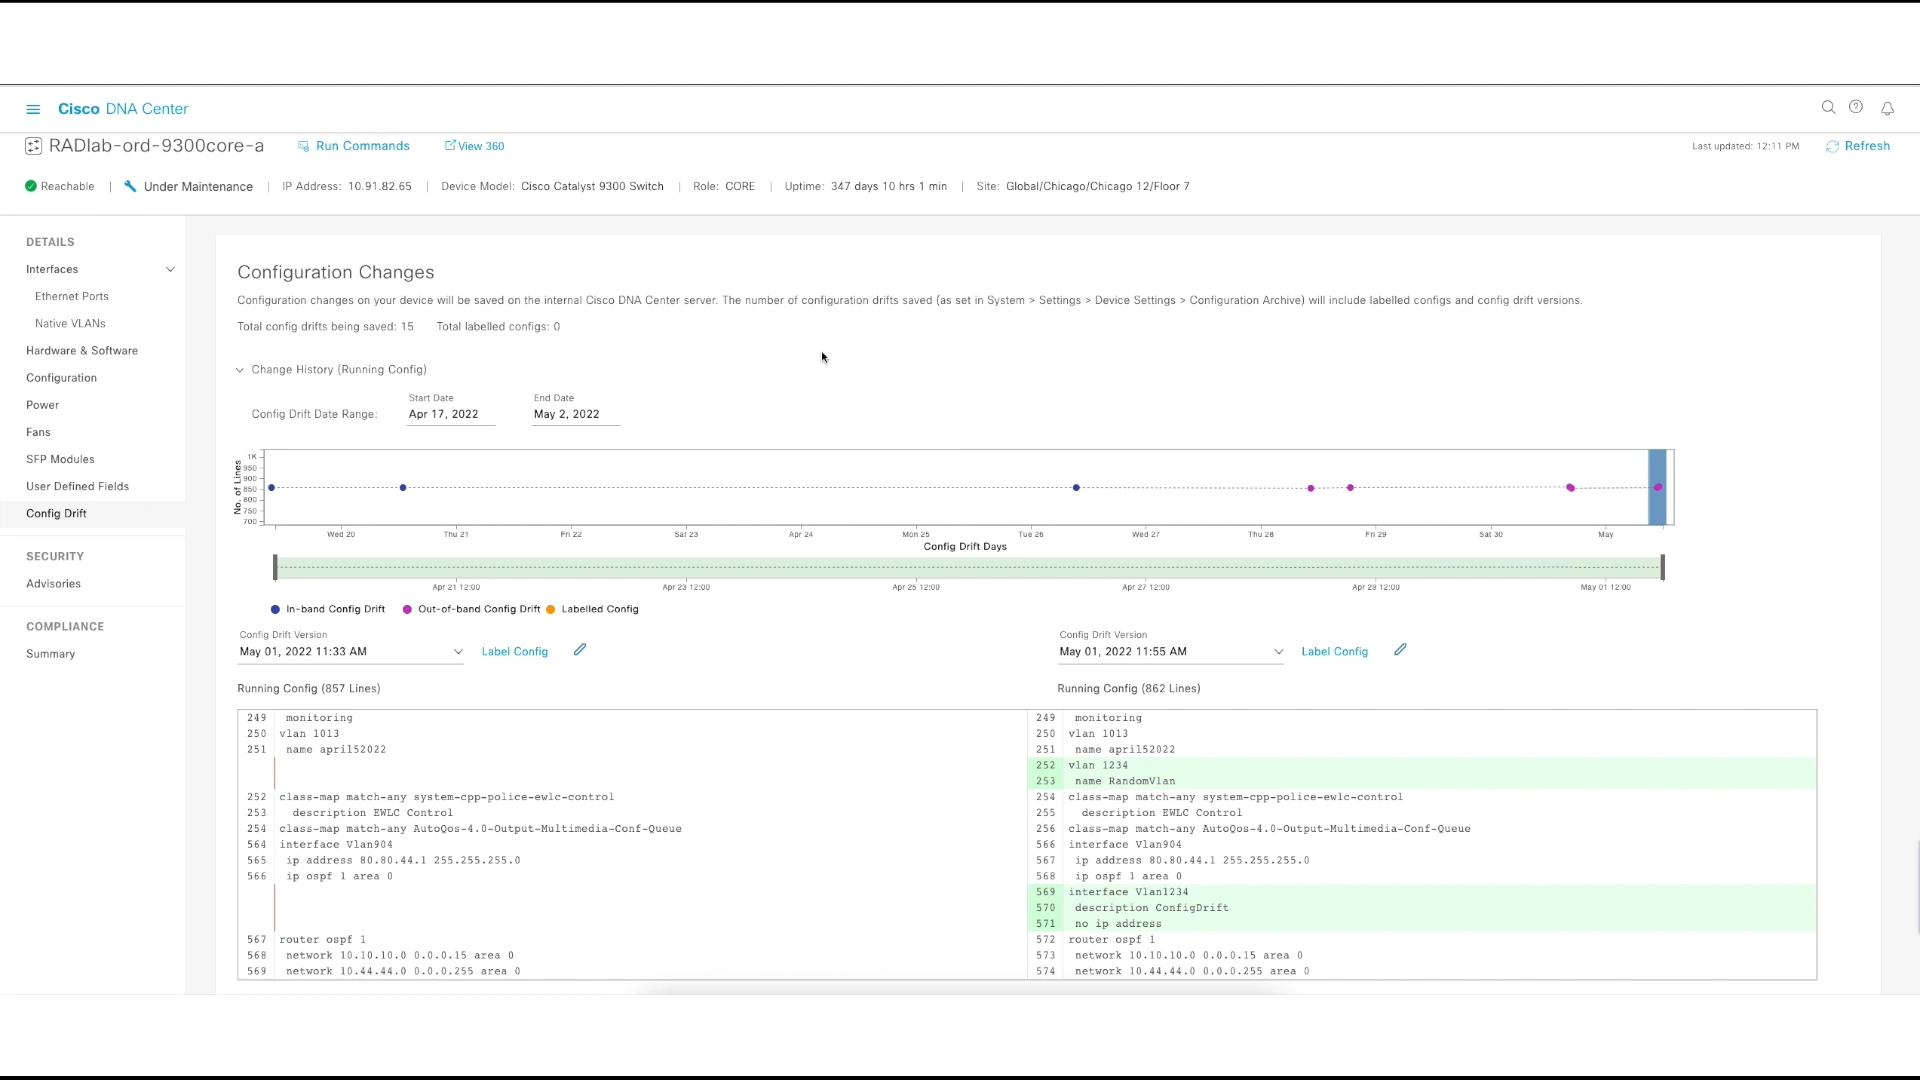 Cisco DNA Center
RADlab-ord-9300core-a Run Commands View 360 Last updated: 12:11 PM Refresh
Reachable | Under Maintenance | IP Address: 10.91.82.65 | Device Model: Cisco Catalyst 9300 Switch | Role: CORE | Uptime: 347 days 10 hrs 1 min | Site: Global/Chicago/Chicago 12/Floor 7
DETAILS
Interfaces
Ethernet Ports
Native VLANs
Hardware & Software
Configuration
Power
Fans
SFP Modules
User Defined Fields
Config Drift
SECURITY
Advisories
COMPLIANCE
Summary
Configuration Changes
Configuration changes on your device will be saved on the internal Cisco DNA Center server. The number of configuration drifts saved (as set in System > Settings > Device Settings > Configuration Archive) will include labelled configs and config drift versions.
Total config drifts being saved: 15 Total labelled configs: 0
Change History (Running Config)
Start Date End Date
Config Drift Date Range: Apr 17, 2022 May 2, 2022
No. of Lines
1K
950
900
850
800
750
700
Wed 20 Thu 21 Fri 22 Sat 23 Apr 24 Mon 25 Tue 26 Wed 27 Thu 28 Fri 29 Sat 30 May
Config Drift Days
Apr 21 12:00 Apr 23 12:00 Apr 25 12:00 Apr 27 12:00 Apr 29 12:00 May 01 12:00
In-band Config Drift Out-of-band Config Drift Labelled Config
Config Drift Version
May 01, 2022 11:33 AM Label Config
Running Config (857 Lines)
249 monitoring
250 vlan 1013
251 name april52022
252 class-map match-any system-cpp-police-ewlc-control
253 description EWLC Control
254 class-map match-any AutoQos-4.0-Output-Multimedia-Conf-Queue
564 interface Vlan904
565 ip address 80.80.44.1 255.255.255.0
566 ip ospf 1 area 0
567 router ospf 1
568 network 10.10.10.0 0.0.0.15 area 0
569 network 10.44.44.0 0.0.0.255 area 0
Config Drift Version
May 01, 2022 11:55 AM Label Config
Running Config (862 Lines)
249 monitoring
250 vlan 1013
251 name april52022
252 vlan 1234
253 name RandomVlan
254 class-map match-any system-cpp-police-ewlc-control
255 description EWLC Control
256 class-map match-any AutoQos-4.0-Output-Multimedia-Conf-Queue
566 interface Vlan904
567 ip address 80.80.44.1 255.255.255.0
568 ip ospf 1 area 0
569 interface Vlan1234
570 description ConfigDrift
571 no ip address
572 router ospf 1
573 network 10.10.10.0 0.0.0.15 area 0
574 network 10.44.44.0 0.0.0.255 area 0